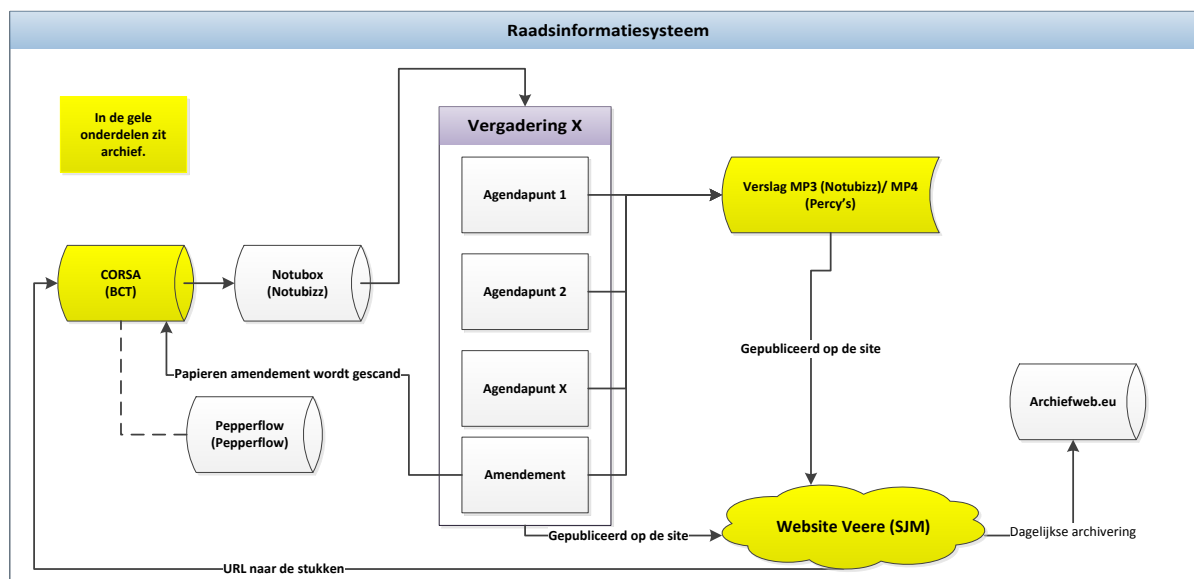 Raadsinformatiesysteem
In de gele
onderdelen zit
archief.
Vergadering X
Agendapunt 1
Agendapunt 2
Agendapunt X
Amendement
Verslag MP3 (Notubizz)/ MP4
(Percy's)
CORSA
(BCT)
Notubox
(Notubizz)
Papieren amendement wordt gescand
Pepperflow
(Pepperflow)
Gepubliceerd op de site
Archiefweb.eu
Website Veere (SJM)
Gepubliceerd op de site
Dagelijkse archivering
URL naar de stukken